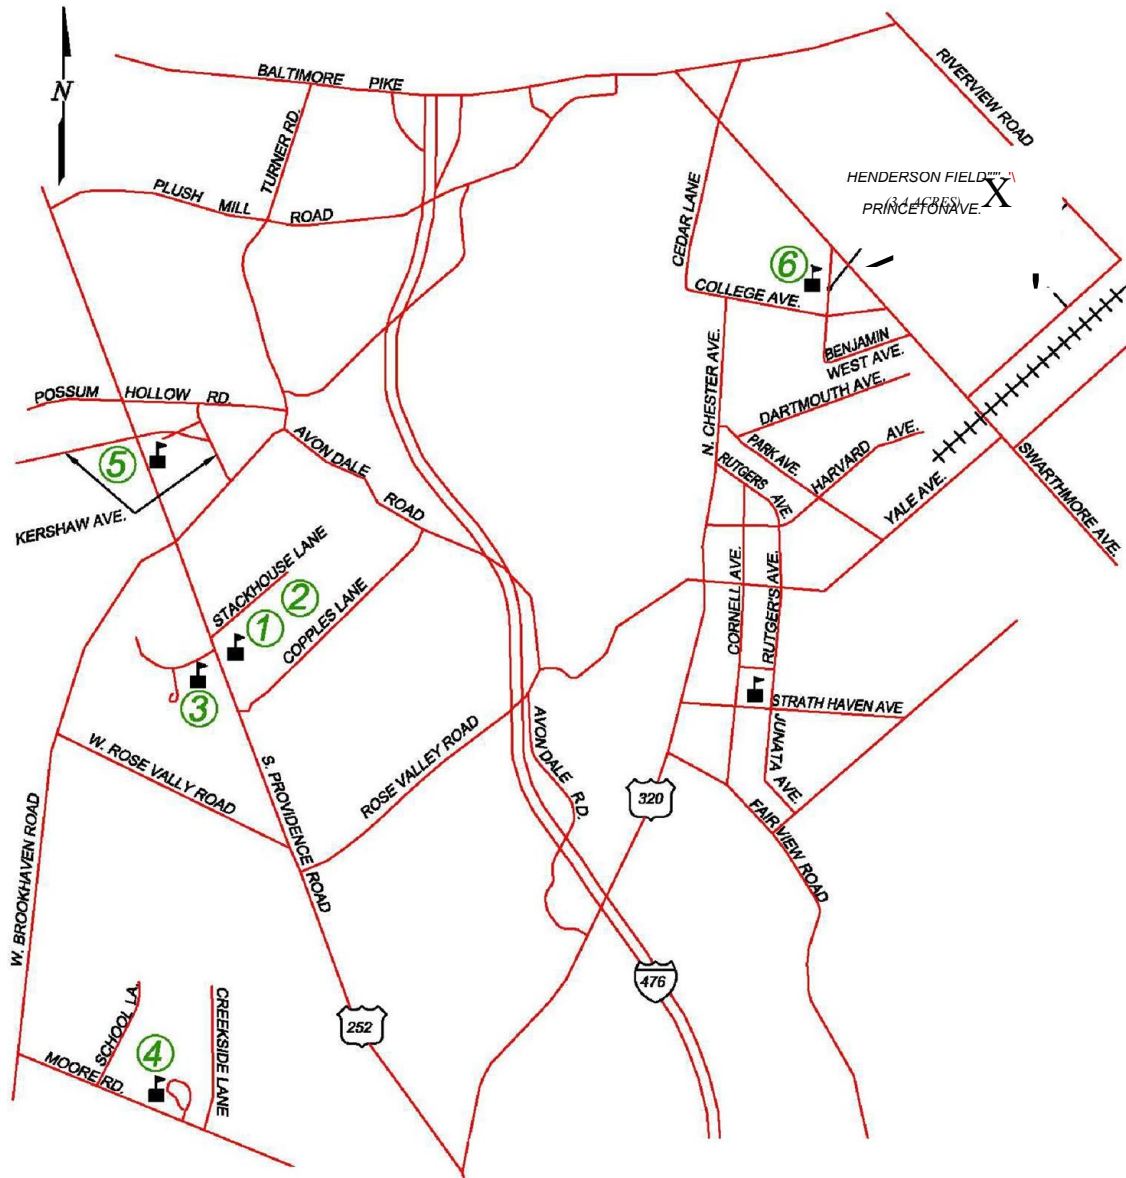 N
BALTIMORE PIKE
RIVERVIEW ROAD
TURNER RD.
HENDERSON FIELD
X
(3.4 ACRES)
PRINCETONAVE.
PLUSH MILL ROAD
CEDAR LANE
6
COLLEGE AVE.
BENJAMIN
WEST AVE.
N. CHESTER AVE.
DARTMOUTH AVE.
POSSUM HOLLOW RD.
AVON DALE ROAD
PARK AVE.
HARVARD AVE.
RUTGERS AVE.
SWARTHMORE AVE.
YALE AVE.
5
KERSHAW AVE.
STACKHOUSE LANE
2
1
COPPLES LANE
CORNELL AVE.
RUTGER'S AVE.
3
STRATH HAVEN AVE
JUNATA AVE.
W. ROSE VALLY ROAD
S. PROVIDENCE ROAD
ROSE VALLEY ROAD
AVON DALE R.D.
320
FAIR VIEW ROAD
W. BROOKHAVEN ROAD
476
252
SCHOOL LA.
CREEKSIDE LANE
4
MOORE RD.